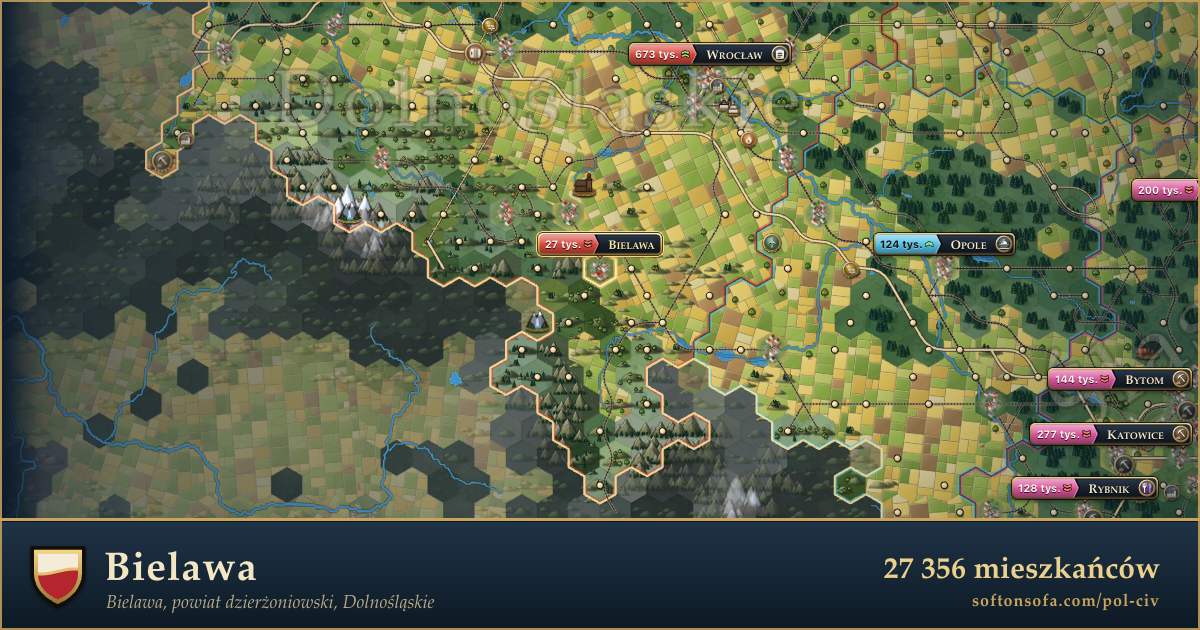 673 tys. Wrocław
Dolnośląskie
200 tys.
27 tys. Bielawa
124 tys. Opole
144 tys. Bytom
277 tys. Katowice
128 tys. Rybnik
Bielawa
27 356 mieszkańców
Bielawa, powiat dzierżoniowski, Dolnośląskie
softonsofa.com/pol-civ